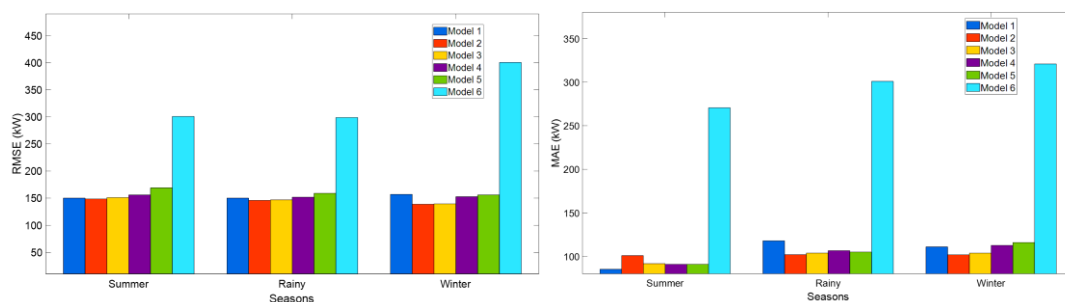 450
400
350
300
250
200
150
100
50
RMSE (kW)
Summer
Rainy
Winter
Seasons
Model 1
Model 2
Model 3
Model 4
Model 5
Model 6
350
300
250
200
150
100
MAE (kW)
Summer
Rainy
Winter
Seasons
Model 1
Model 2
Model 3
Model 4
Model 5
Model 6